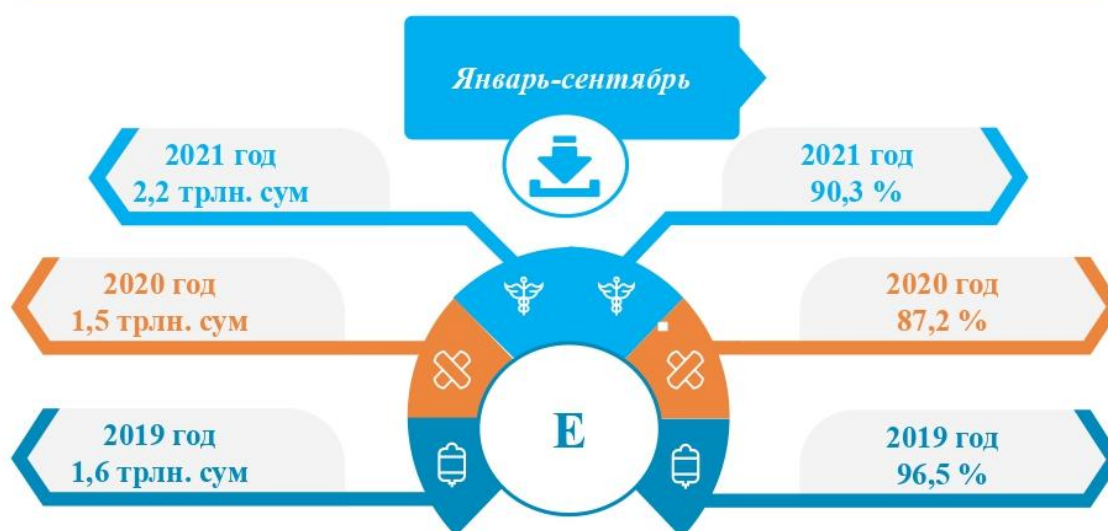 Январь-сентябрь
2021 год
2,2 трлн. сум
2021 год
90,3 %
2020 год
1,5 трлн. сум
2020 год
87,2 %
E
2019 год
1,6 трлн. сум
2019 год
96,5 %